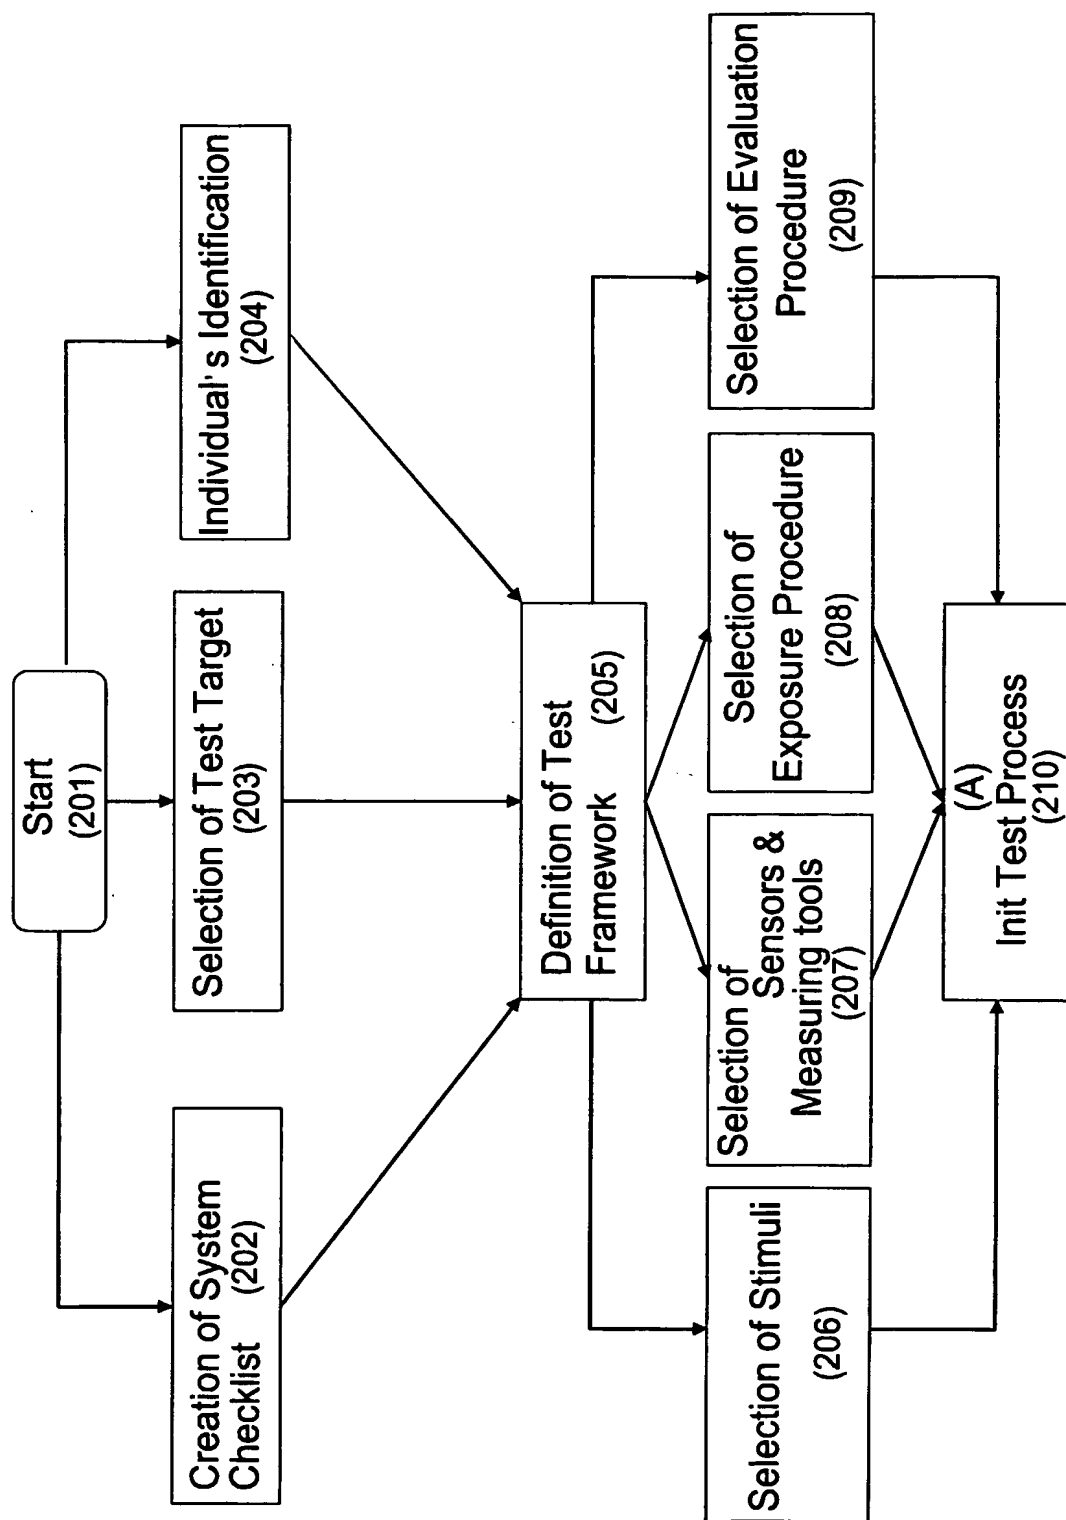 Start
(201)
Creation of System
Checklist (202)
Selection of Test Target
(203)
Individual's Identification
(204)
Definition of Test
Framework (205)
Selection of Stimuli
(206)
Selection of
Sensors &
Measuring tools
(207)
Selection of
Exposure Procedure
(208)
Selection of Evaluation
Procedure
(209)
(A)
Init Test Process
(210)